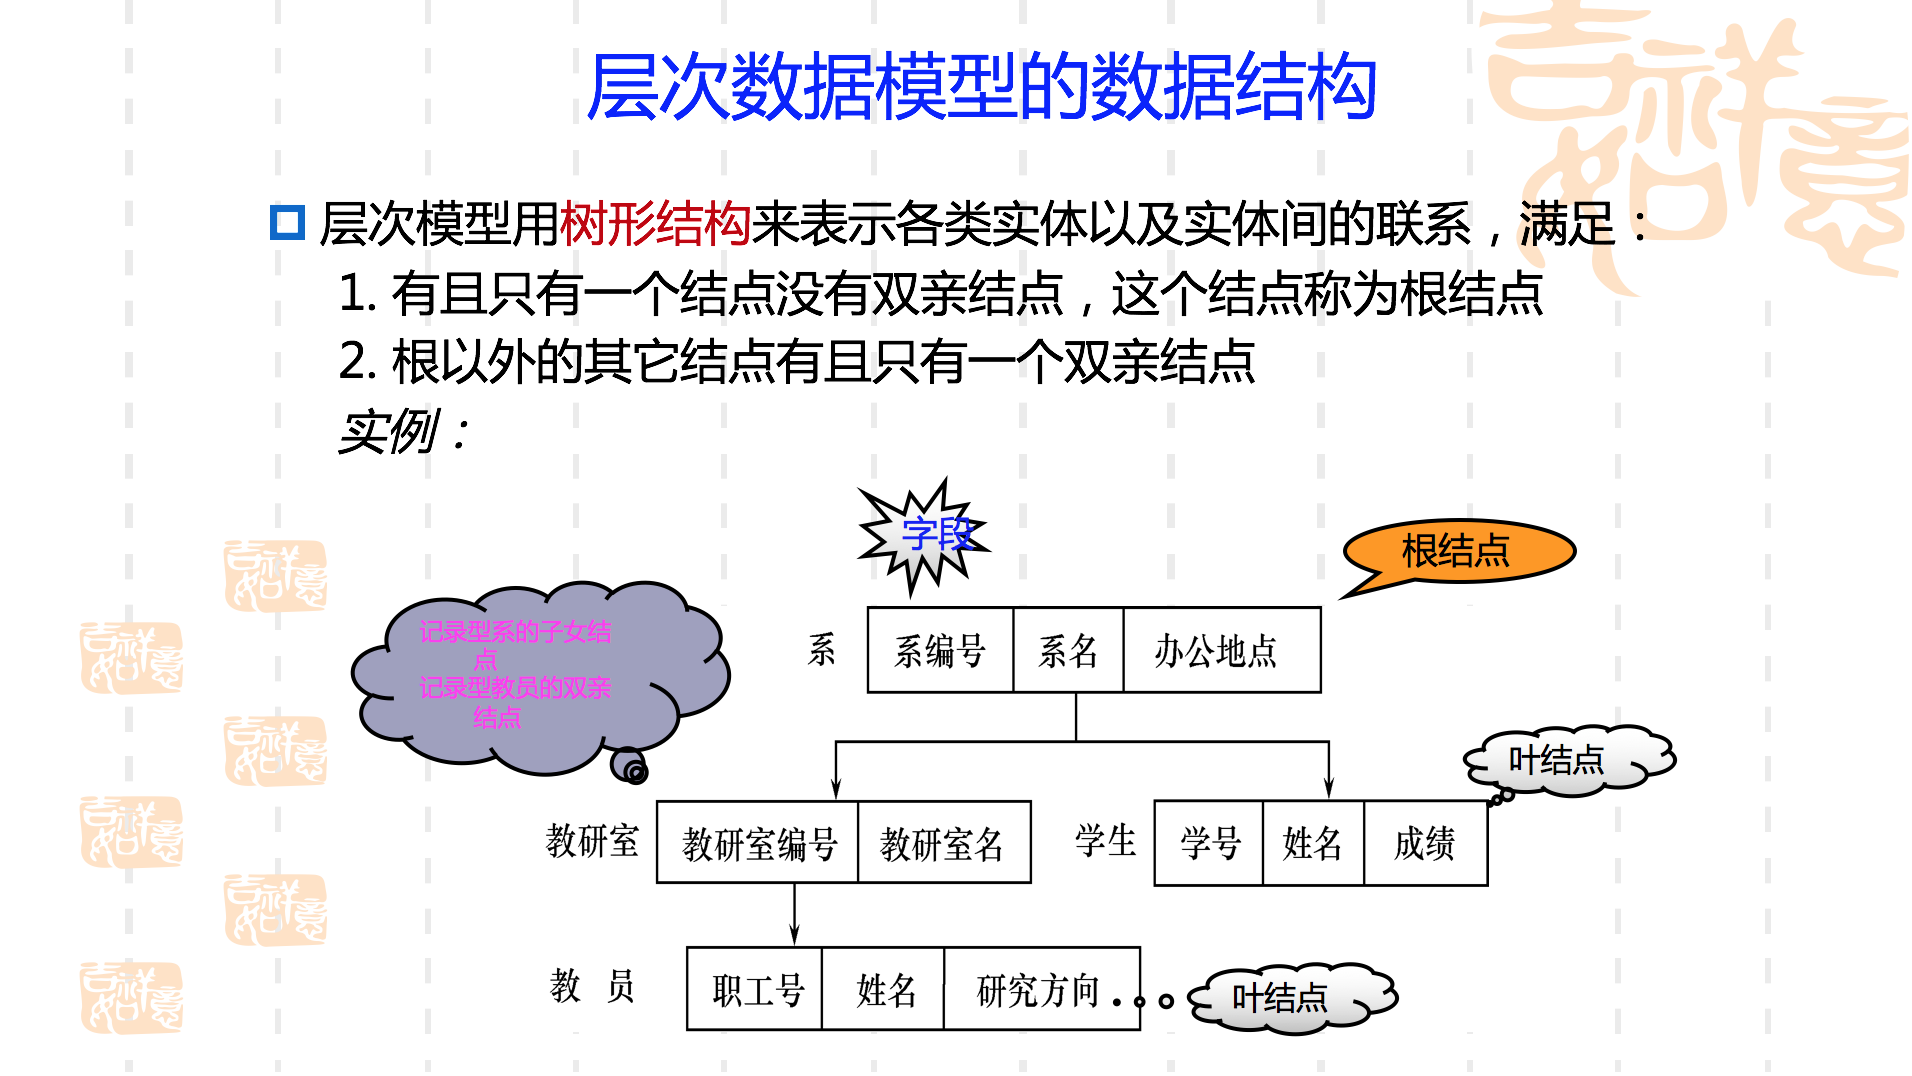 层次数据模型的数据结构
层次模型用树形结构来表示各类实体以及实体间的联系，满足：
1. 有且只有一个结点没有双亲结点，这个结点称为根结点
2. 根以外的其它结点有且只有一个双亲结点
实例：
字段
根结点
记录型系的子女结
点
记录型教员的双亲
结点
系 系编号 系名 办公地点
叶结点
教研室 教研室编号 教研室名 学生 学号 姓名 成绩
教 员 职工号 姓名 研究方向
叶结点